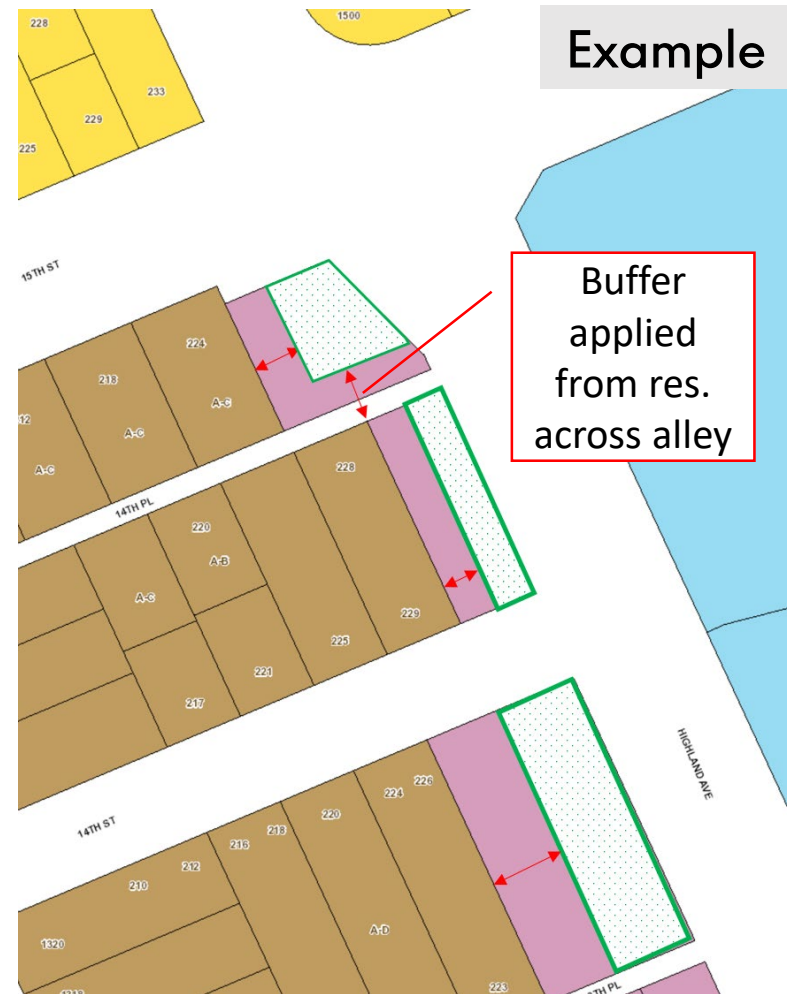 1500
Example
228
233
229
225
15TH ST
Buffer
applied
from res.
across alley
224
218
A-C
12
A-C
A-C
14TH PL
228
220
A-B
A-C
229
225
221
217
HIGHLAND AVE
14TH ST
226
224
220
218
216
212
210
A-D
1320
223
TH PL